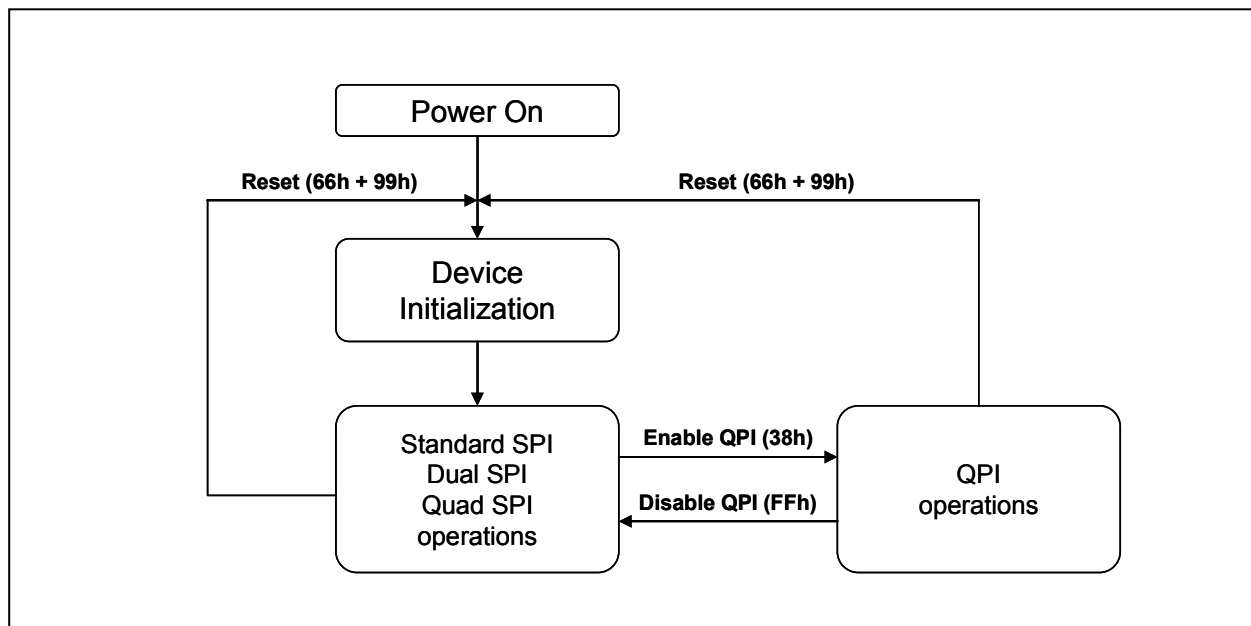 Power On
Reset (66h + 99h)
Reset (66h + 99h)
Device
Initialization
Standard SPI
Dual SPI
Quad SPI
operations
Enable QPI (38h)
Disable QPI (FFh)
QPI
operations